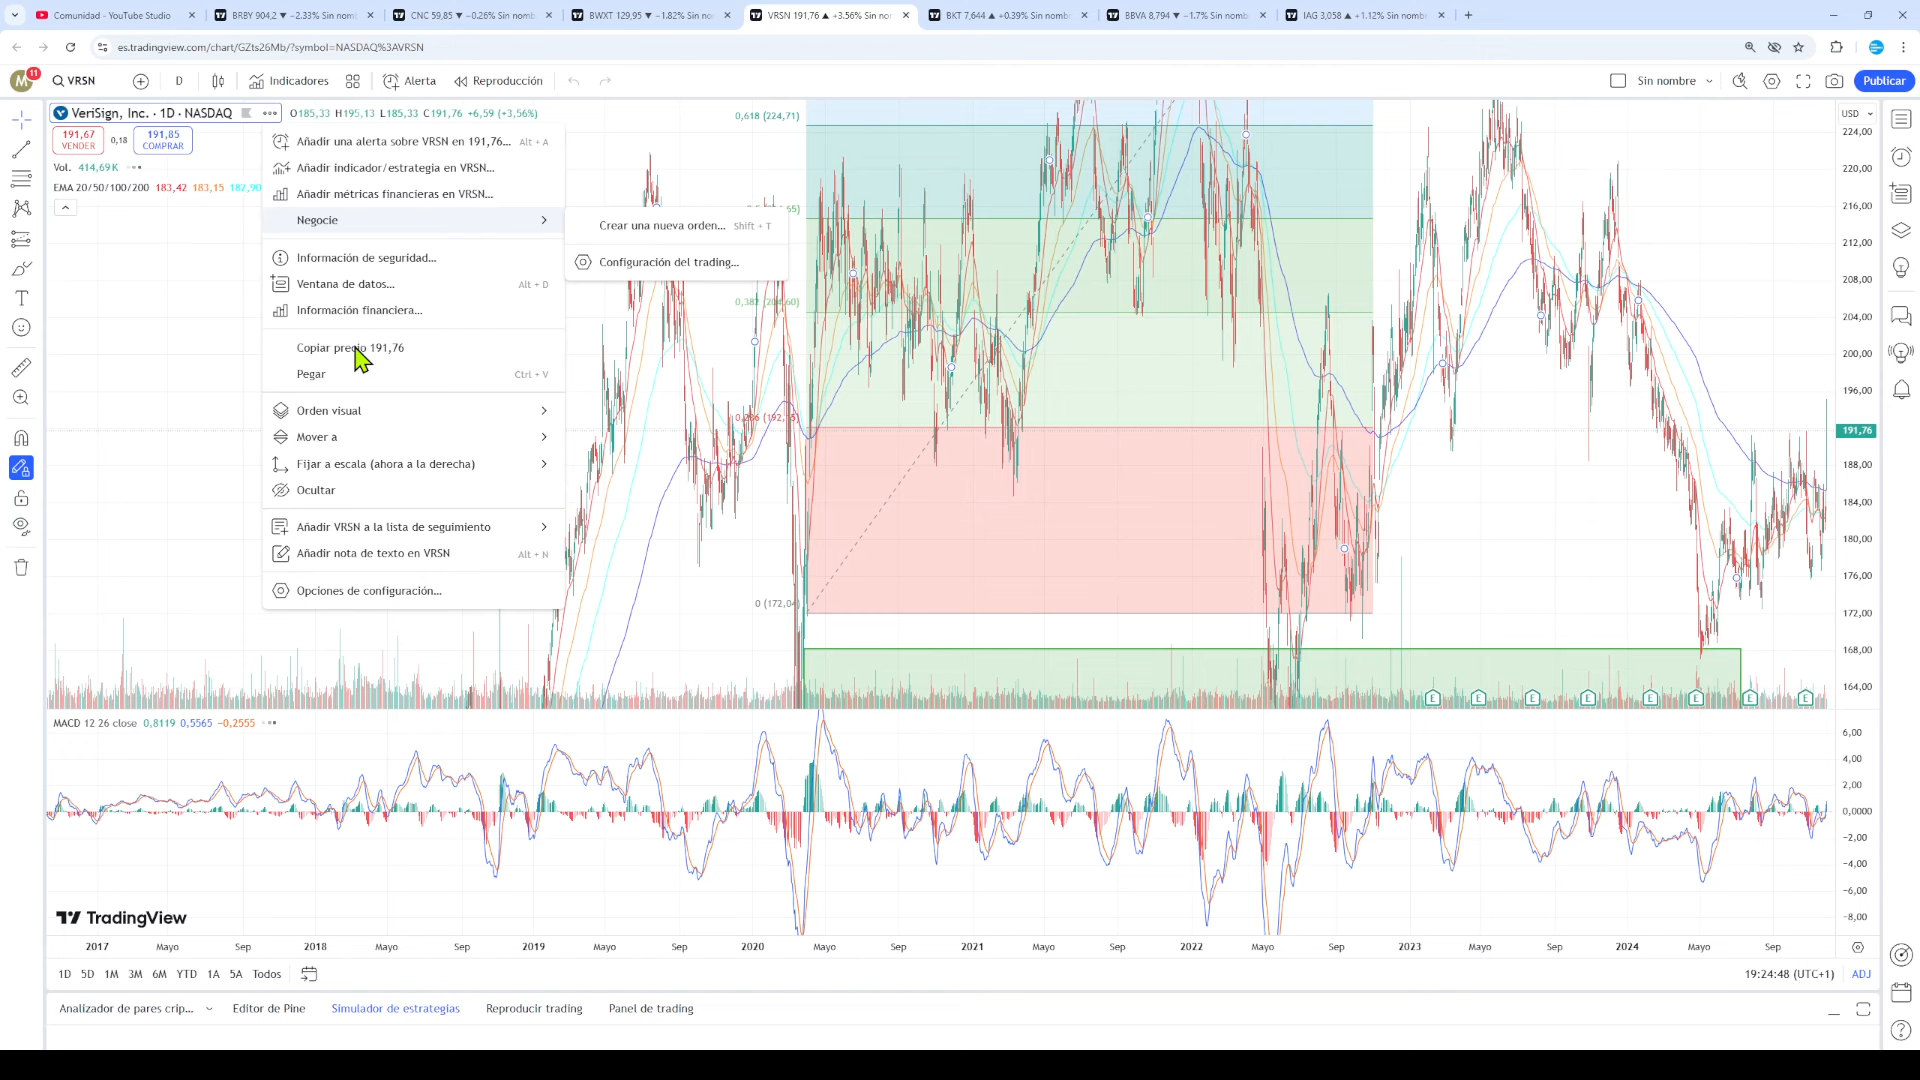 Comunidad - YouTube Studio
BRBY 904,2 ▼ −2.33% Sin nomb
CNC 59,85 ▼ −0.26% Sin nomb
BWXT 129,95 ▼ −1.82% Sin nomb
VRSN 191,76 ▲ +3.56% Sin no
BKT 7,644 ▲ +0.39% Sin nomb
BBVA 8,794 ▼ −1.7% Sin nomb
IAG 3,058 ▲ +1.12% Sin nomb
es.tradingview.com/chart/GZts26Mb/?symbol=NASDAQ%3AVRSN
M 11
VRSN
D
Indicadores
Alerta
Reproducción
Sin nombre
Publicar
VeriSign, Inc. · 1D · NASDAQ
O185,33 H195,13 L185,33 C191,76 +6,59 (+3,56%)
191,67
VENDER
0,18
191,85
COMPRAR
Vol. 414,69K
EMA 20/50/100/200 183,42 183,15 182,90
Añadir una alerta sobre VRSN en 191,76... Alt + A
Añadir indicador/estrategia en VRSN...
Añadir métricas financieras en VRSN...
Negocie
Información de seguridad...
Ventana de datos... Alt + D
Información financiera...
Copiar precio 191,76
Pegar Ctrl + V
Orden visual
Mover a
Fijar a escala (ahora a la derecha)
Ocultar
Añadir VRSN a la lista de seguimiento
Añadir nota de texto en VRSN Alt + N
Opciones de configuración...
Crear una nueva orden... Shift + T
Configuración del trading...
0,618 (224,71)
0 (172,04)
USD
224,00
220,00
216,00
212,00
208,00
204,00
200,00
196,00
191,76
188,00
184,00
180,00
176,00
172,00
168,00
164,00
E E E E E E E E
MACD 12 26 close 0,8119 0,5565 −0,2555
6,00
4,00
2,00
0,0000
−2,00
−4,00
−6,00
−8,00
TradingView
2017 Mayo Sep 2018 Mayo Sep 2019 Mayo Sep 2020 Mayo Sep 2021 Mayo Sep 2022 Mayo Sep 2023 Mayo Sep 2024 Mayo Sep
1D 5D 1M 3M 6M YTD 1A 5A Todos
19:24:48 (UTC+1) ADJ
Analizador de pares crip...
Editor de Pine
Simulador de estrategias
Reproducir trading
Panel de trading